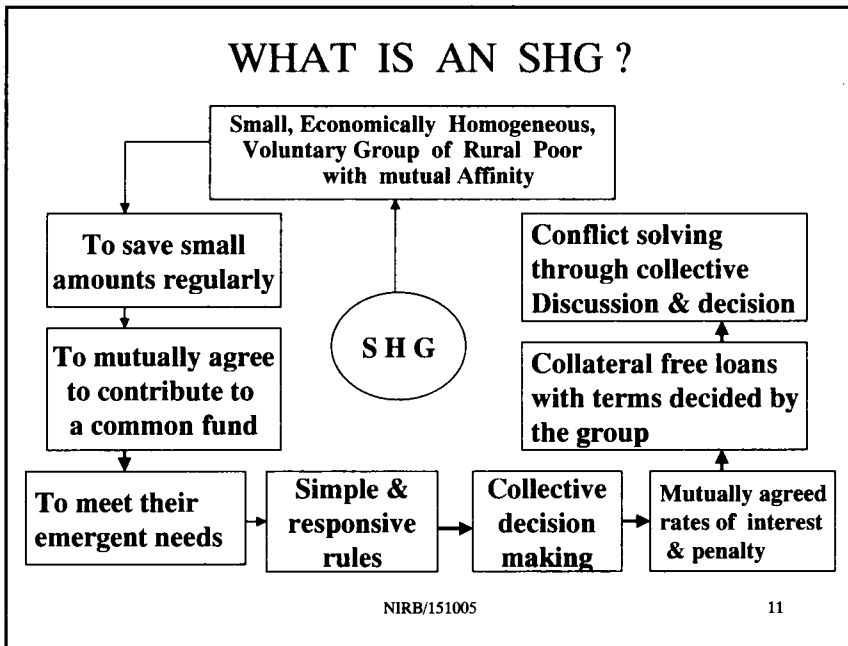 WHAT IS AN SHG ?
Small, Economically Homogeneous,
Voluntary Group of Rural Poor
with mutual Affinity
To save small
amounts regularly
To mutually agree
to contribute to
a common fund
To meet their
emergent needs
Simple &
responsive
rules
Collective
decision
making
Mutually agreed
rates of interest
& penalty
Collateral free loans
with terms decided by
the group
Conflict solving
through collective
Discussion & decision
S H G
NIRB/151005
11